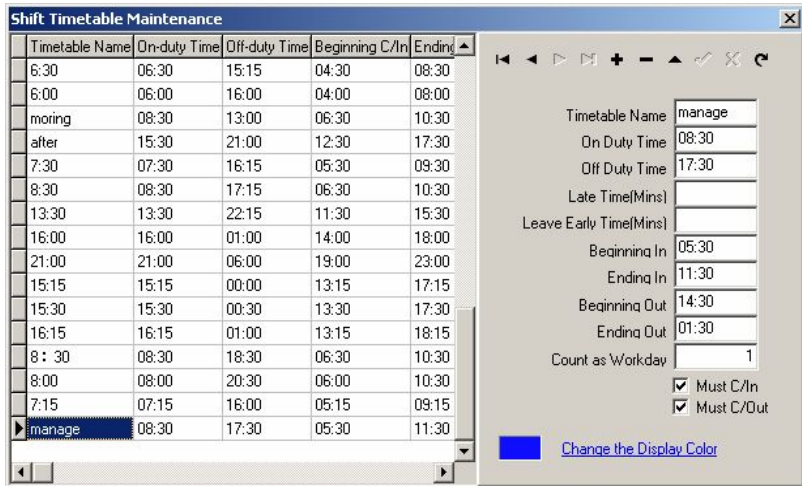 Shift Timetable Maintenance
Timetable Name On-duty Time Off-duty Time Beginning C/In Ending
6:30 06:30 15:15 04:30 08:30
6:00 06:00 16:00 04:00 08:00
moring 08:30 13:00 06:30 10:30
after 15:30 21:00 12:30 17:30
7:30 07:30 16:15 05:30 09:30
8:30 08:30 17:15 06:30 10:30
13:30 13:30 22:15 11:30 15:30
16:00 16:00 01:00 14:00 18:00
21:00 21:00 06:00 19:00 23:00
15:15 15:15 00:00 13:15 17:15
15:30 15:30 00:30 13:30 17:30
16:15 16:15 01:00 13:15 18:15
8：30 08:30 18:30 06:30 10:30
8:00 08:00 20:30 06:00 10:30
7:15 07:15 16:00 05:15 09:15
manage 08:30 17:30 05:30 11:30
Timetable Name manage
On Duty Time 08:30
Off Duty Time 17:30
Late Time(Mins)
Leave Early Time(Mins)
Beginning In 05:30
Ending In 11:30
Beginning Out 14:30
Ending Out 01:30
Count as Workday 1
Must C/In
Must C/Out
Change the Display Color